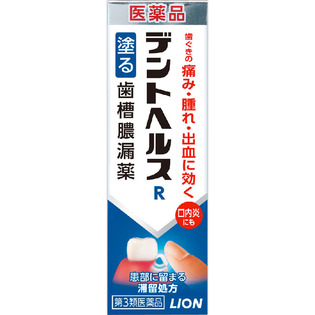 医薬品
歯ぐきの痛み・腫れ・出血に効く
口内炎
にも
デントヘルス
R
塗る
歯槽膿漏薬
患部に留まる
滞留処方
第3類医薬品
LION